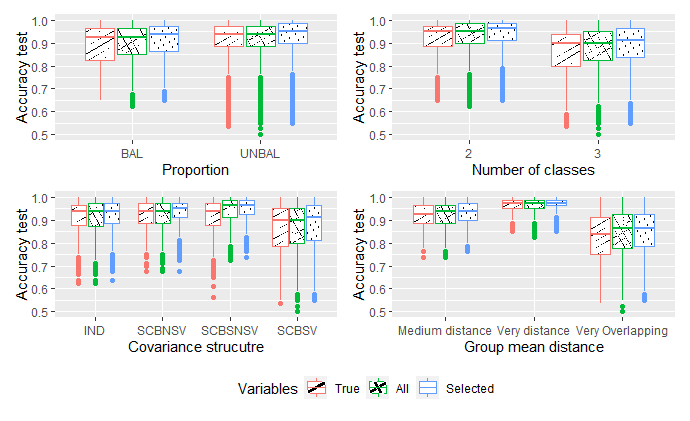 Accuracy test
1.0
0.9
0.8
0.7
0.6
0.5
BAL UNBAL
Proportion
Accuracy test
1.0
0.9
0.8
0.7
0.6
0.5
2 3
Number of classes
Accuracy test
1.0
0.9
0.8
0.7
0.6
0.5
IND SCBNSV SCBSNSV SCBSV
Covariance strucutre
Accuracy test
1.0
0.9
0.8
0.7
0.6
0.5
Medium distance Very distance Very Overlapping
Group mean distance
Variables True All Selected